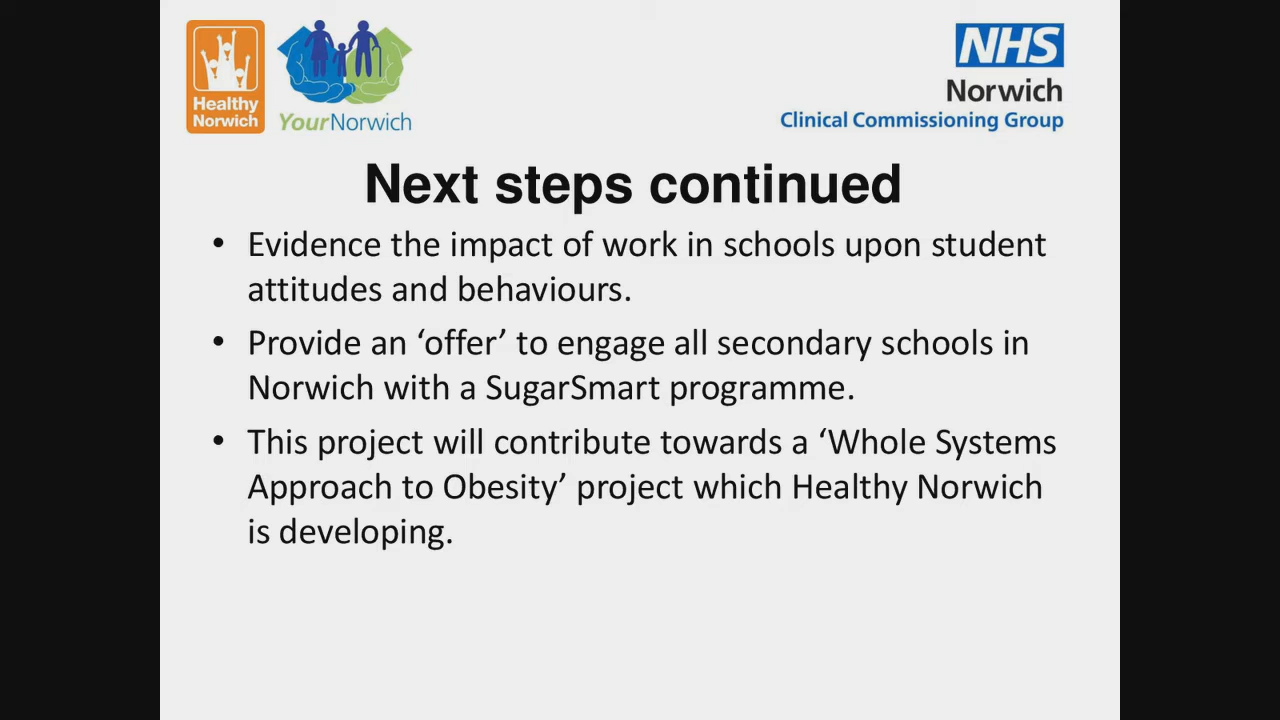 Healthy
Norwich
YourNorwich
NHS
Norwich
Clinical Commissioning Group
Next steps continued
• Evidence the impact of work in schools upon student
attitudes and behaviours.
• Provide an ‘offer’ to engage all secondary schools in
Norwich with a SugarSmart programme.
• This project will contribute towards a ‘Whole Systems
Approach to Obesity’ project which Healthy Norwich
is developing.